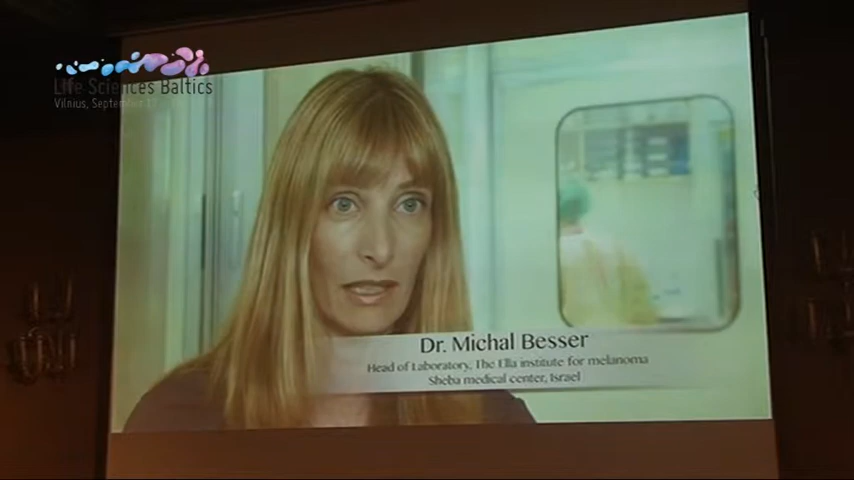 Life Sciences Baltics
Vilnius, September
Dr. Michal Besser
Head of Laboratory, The Ella institute for melanoma
Sheba medical center, Israel